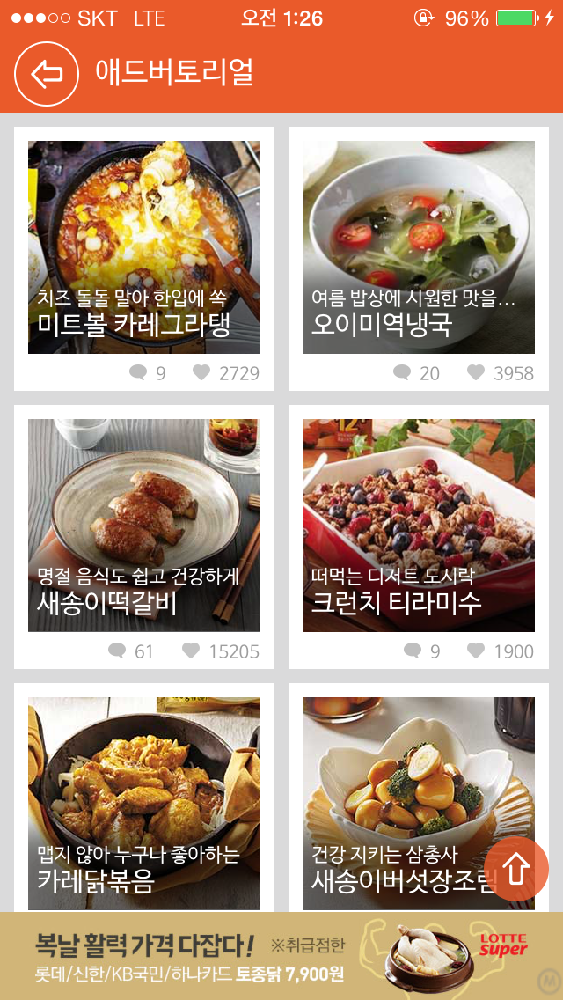 SKT LTE 오전 1:26 96%
애드버토리얼
치즈 돌돌 말아 한입에 쏙
미트볼 카레그라탱
9 2729
여름 밥상에 시원한 맛을...
오이미역냉국
20 3958
명절 음식도 쉽고 건강하게
새송이떡갈비
61 15205
떠먹는 디저트 도시락
크런치 티라미수
9 1900
맵지 않아 누구나 좋아하는
카레닭볶음
건강 지키는 삼총사
새송이버섯장조림
복날 활력 가격 다잡다! ※취급점한
롯데/신한/KB국민/하나카드 토종닭 7,900원
LOTTE
super
M